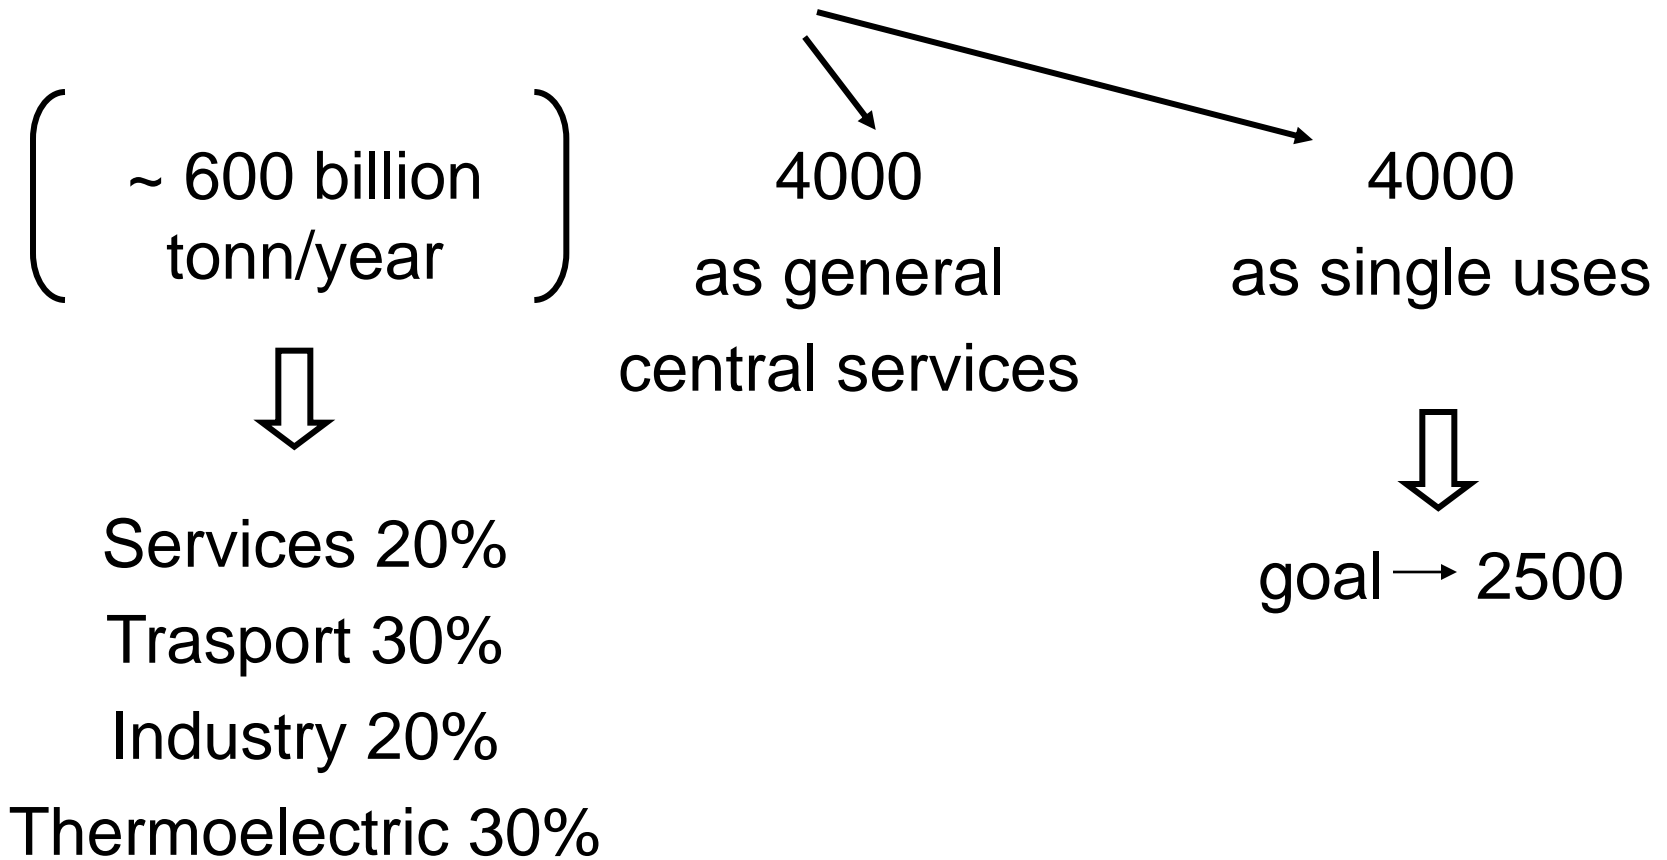 ~ 600 billion
tonn/year
Services 20%
Trasport 30%
Industry 20%
Thermoelectric 30%
4000
as general
central services
4000
as single uses
goal → 2500